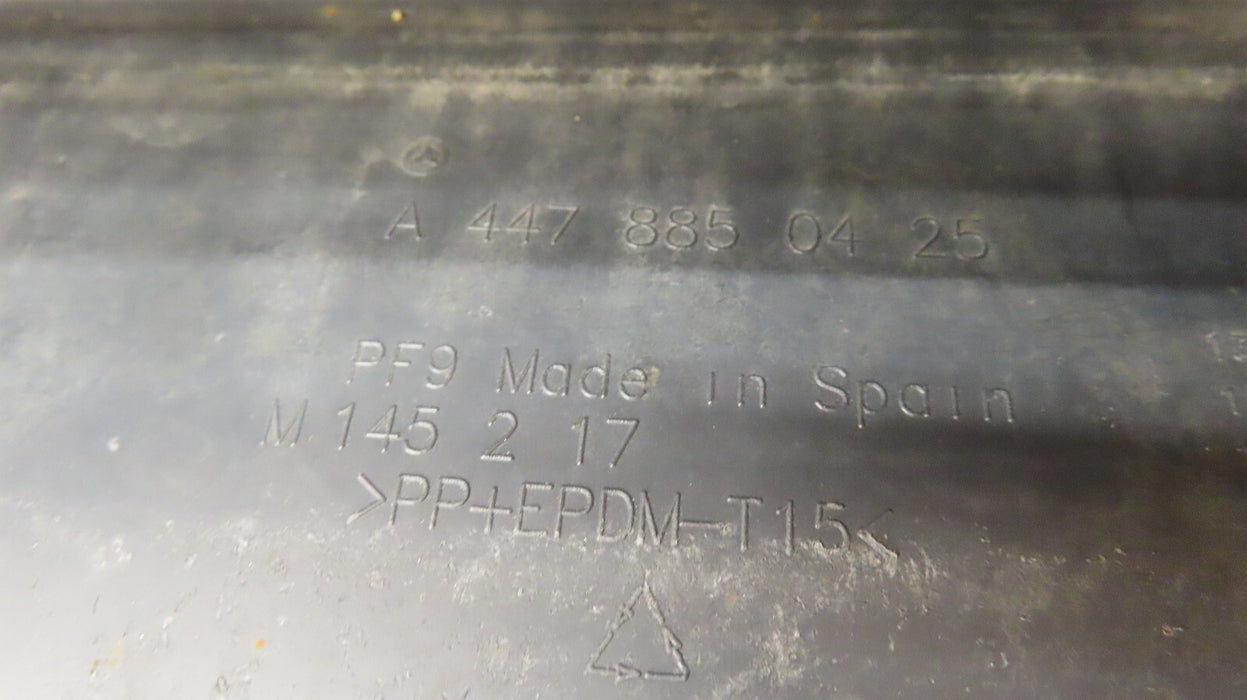 A 447 885 04 25
PF9 Made in Spain
M.145 2 17
>PP+EPDM-T15<